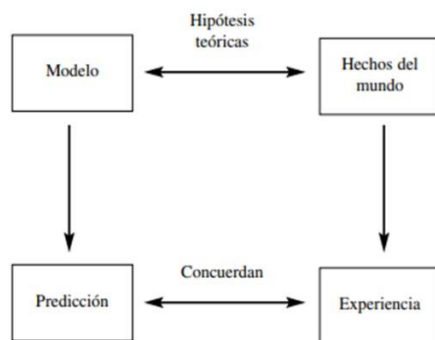 Hipótesis
teóricas
Modelo
Hechos del
mundo
Concuerdan
Predicción
Experiencia